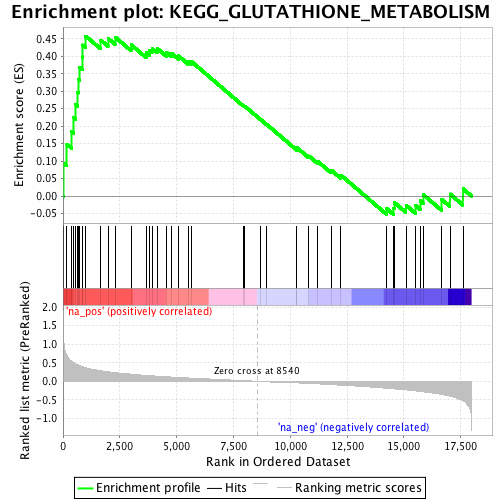 Enrichment plot: KEGG_GLUTATHIONE_METABOLISM
Enrichment score (ES)
0.45
0.40
0.35
0.30
0.25
0.20
0.15
0.10
0.05
0.00
-0.05
'na_pos' (positively correlated)
Ranked list metric (PreRanked)
2.0
1.5
1.0
0.5
0.0
-0.5
-1.0
Zero cross at 8540
'na_neg' (negatively correlated)
0 2,500 5,000 7,500 10,000 12,500 15,000 17,500
Rank in Ordered Dataset
Enrichment profile Hits Ranking metric scores